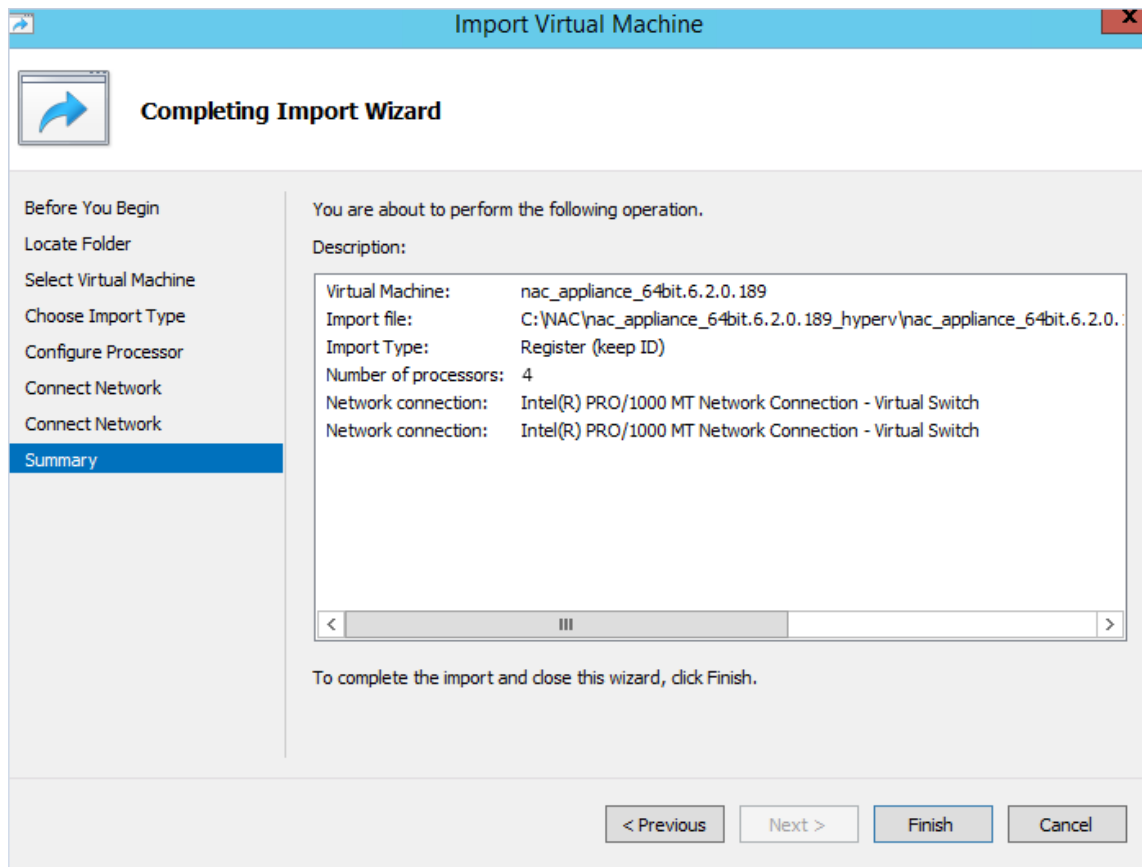 Import Virtual Machine
X
Completing Import Wizard
Before You Begin
Locate Folder
Select Virtual Machine
Choose Import Type
Configure Processor
Connect Network
Connect Network
Summary
You are about to perform the following operation.
Description:
Virtual Machine: nac_appliance_64bit.6.2.0.189
Import file: C:\NAC\nac_appliance_64bit.6.2.0.189_hyperv\nac_appliance_64bit.6.2.0.
Import Type: Register (keep ID)
Number of processors: 4
Network connection: Intel(R) PRO/1000 MT Network Connection - Virtual Switch
Network connection: Intel(R) PRO/1000 MT Network Connection - Virtual Switch
To complete the import and close this wizard, click Finish.
< Previous Next > Finish Cancel